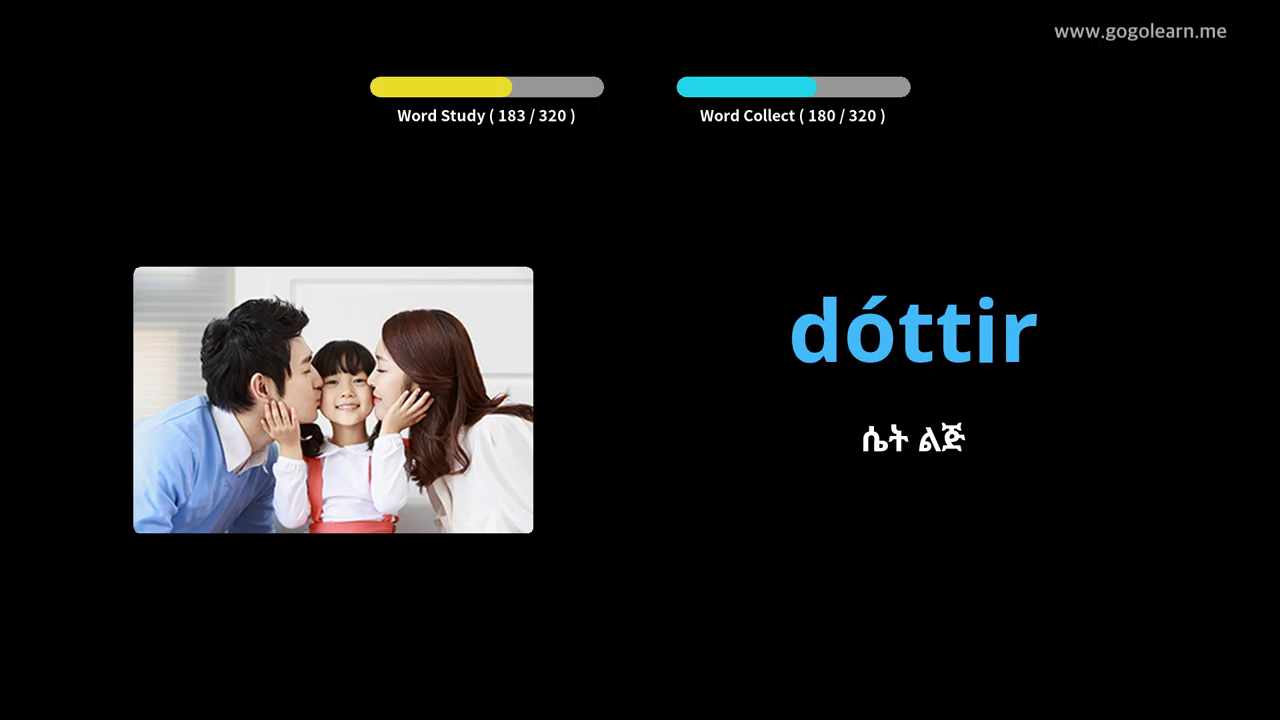 www.gogolearn.me
Word Study ( 183 / 320 )
Word Collect ( 180 / 320 )
dóttir
ሴት ልጅ